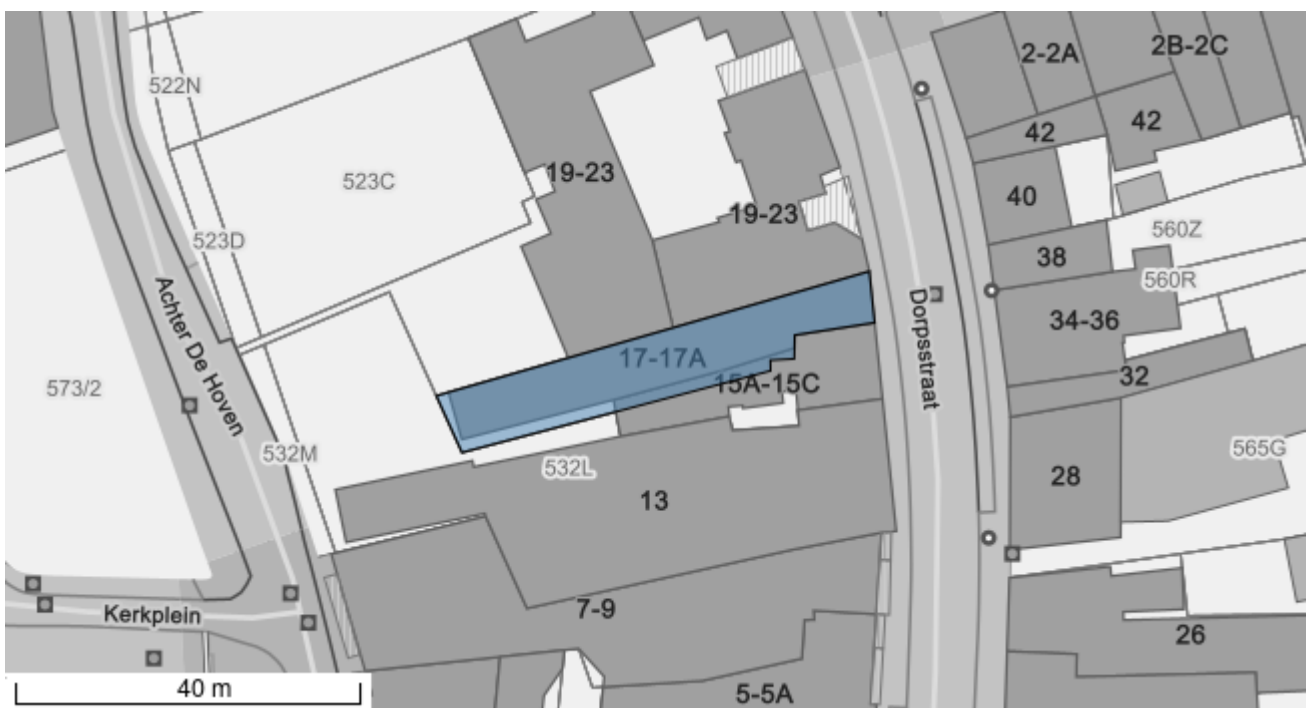 2-2A
2B-2C
522N
42
42
523C
19-23
40
19-23
523D
560Z
38
560R
Achter De Hoven
Dorpsstraat
34-36
17-17A
32
15A-15C
573/2
532M
565G
532L
28
13
Kerkplein
7-9
26
40 m
5-5A